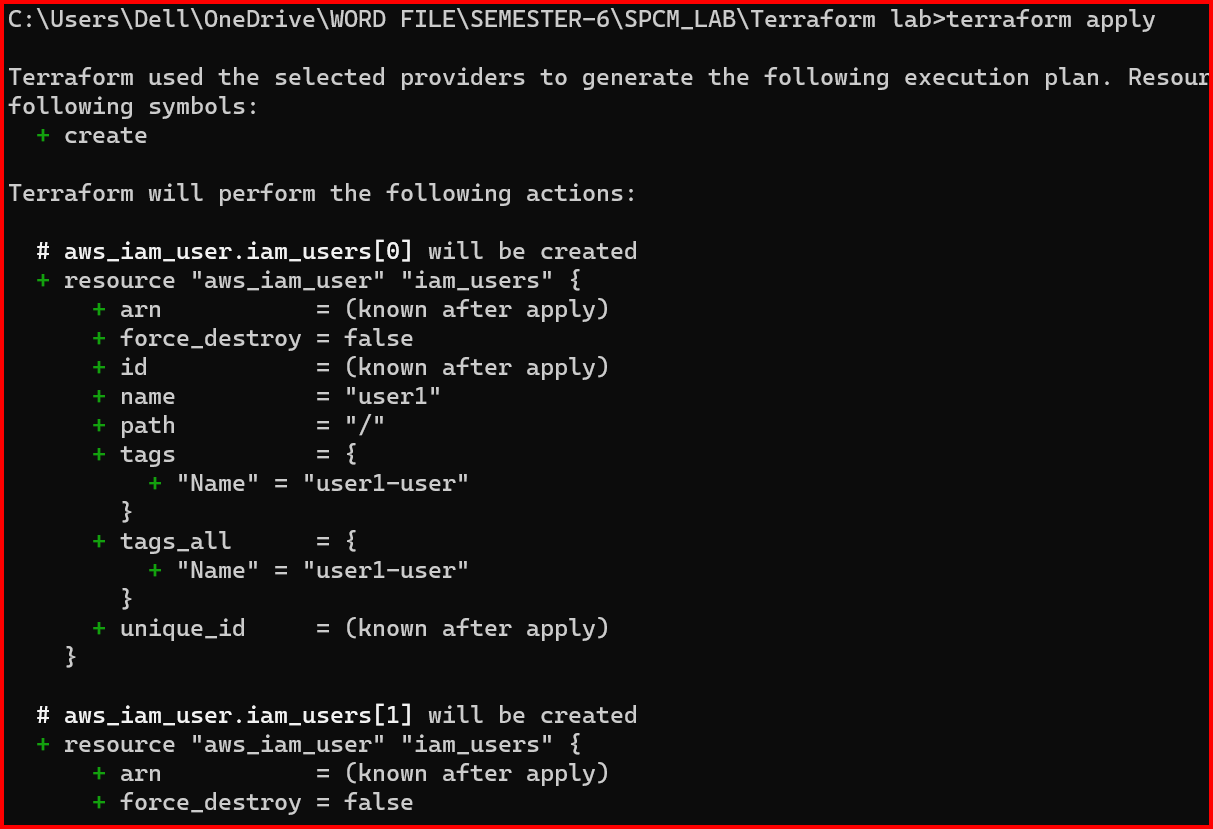 C:\Users\Dell\OneDrive\WORD FILE\SEMESTER-6\SPCM_LAB\Terraform lab>terraform apply
Terraform used the selected providers to generate the following execution plan. Resour
following symbols:
  + create
Terraform will perform the following actions:
  # aws_iam_user.iam_users[0] will be created
  + resource "aws_iam_user" "iam_users" {
      + arn           = (known after apply)
      + force_destroy = false
      + id            = (known after apply)
      + name          = "user1"
      + path          = "/"
      + tags          = {
          + "Name" = "user1-user"
        }
      + tags_all      = {
          + "Name" = "user1-user"
        }
      + unique_id     = (known after apply)
    }
  # aws_iam_user.iam_users[1] will be created
  + resource "aws_iam_user" "iam_users" {
      + arn           = (known after apply)
      + force_destroy = false